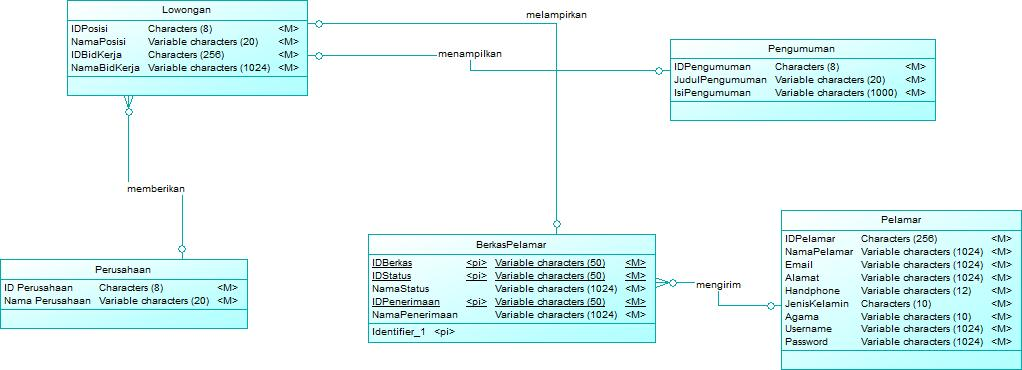 Lowongan
IDPosisi Characters (8) <M>
NamaPosisi Variable characters (20) <M>
IDBidKerja Characters (256) <M>
NamaBidKerja Variable characters (1024) <M>
melampirkan
menampilkan
Pengumuman
IDPengumuman Characters (8) <M>
JudulPengumuman Variable characters (20) <M>
IsiPengumuman Variable characters (1000) <M>
memberikan
Perusahaan
ID Perusahaan Characters (8) <M>
Nama Perusahaan Variable characters (20) <M>
BerkasPelamar
IDBerkas <pi> Variable characters (50) <M>
IDStatus <pi> Variable characters (50) <M>
NamaStatus Variable characters (1024) <M>
IDPenerimaan <pi> Variable characters (50) <M>
NamaPenerimaan Variable characters (1024) <M>
Identifier_1 <pi>
mengirim
Pelamar
IDPelamar Characters (256) <M>
NamaPelamar Variable characters (1024) <M>
Email Variable characters (1024) <M>
Alamat Variable characters (1024) <M>
Handphone Variable characters (12) <M>
JenisKelamin Characters (10) <M>
Agama Variable characters (10) <M>
Username Variable characters (1024) <M>
Password Variable characters (1024) <M>